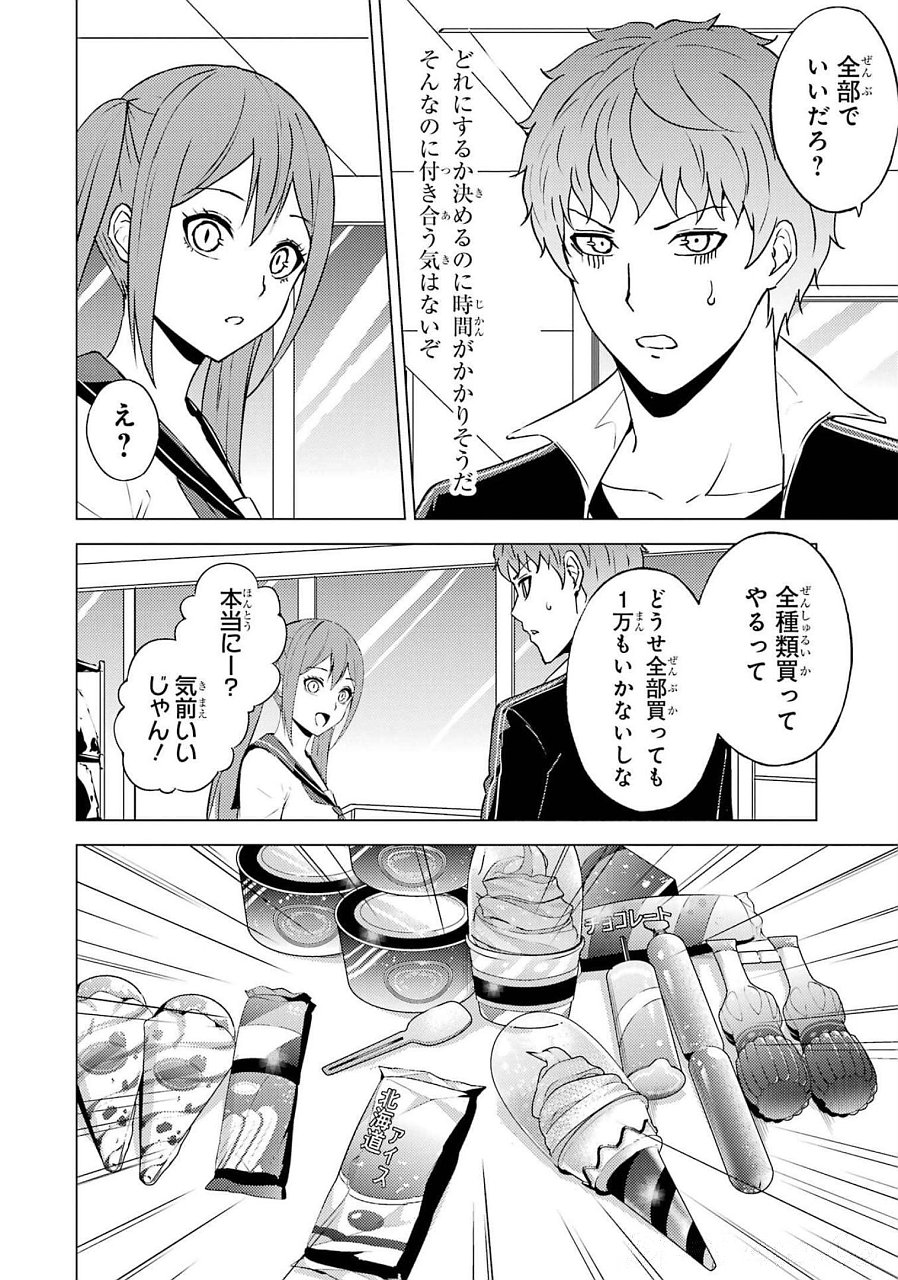 全部で
いいだろ?
どれにするか決めるのに時間がかかりそうだ
そんなのに付き合う気はないぞ
え?
全種類買って
やるって
どうせ全部買っても
1万もいかないしな
本当にー?
気前いい
じゃん!
チョコレート
北海道
アイス